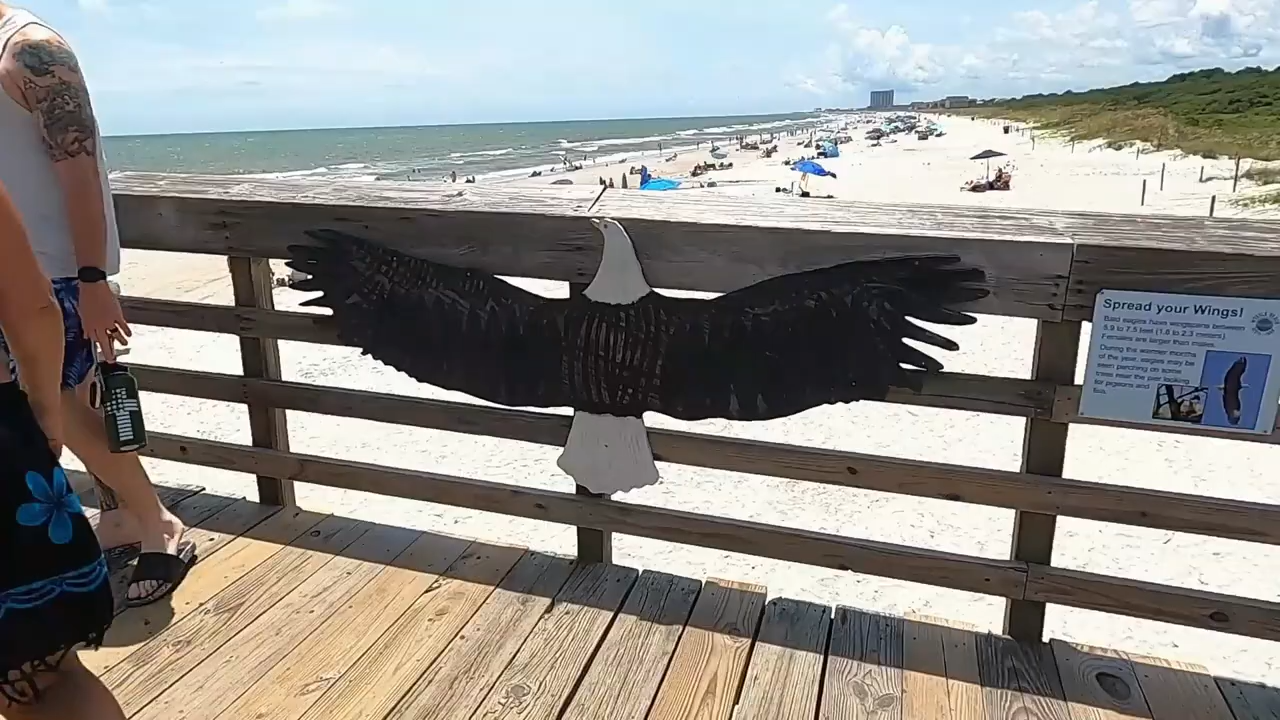 Spread your Wings!
Bald eagles have wingspans between
5.9 to 7.5 feet (1.8 to 2.3 meters).
Females are larger than males.
During the warmer months
of the year, eagles may be
seen perching on some
trees near the pier looking
for pigeons and
fish.